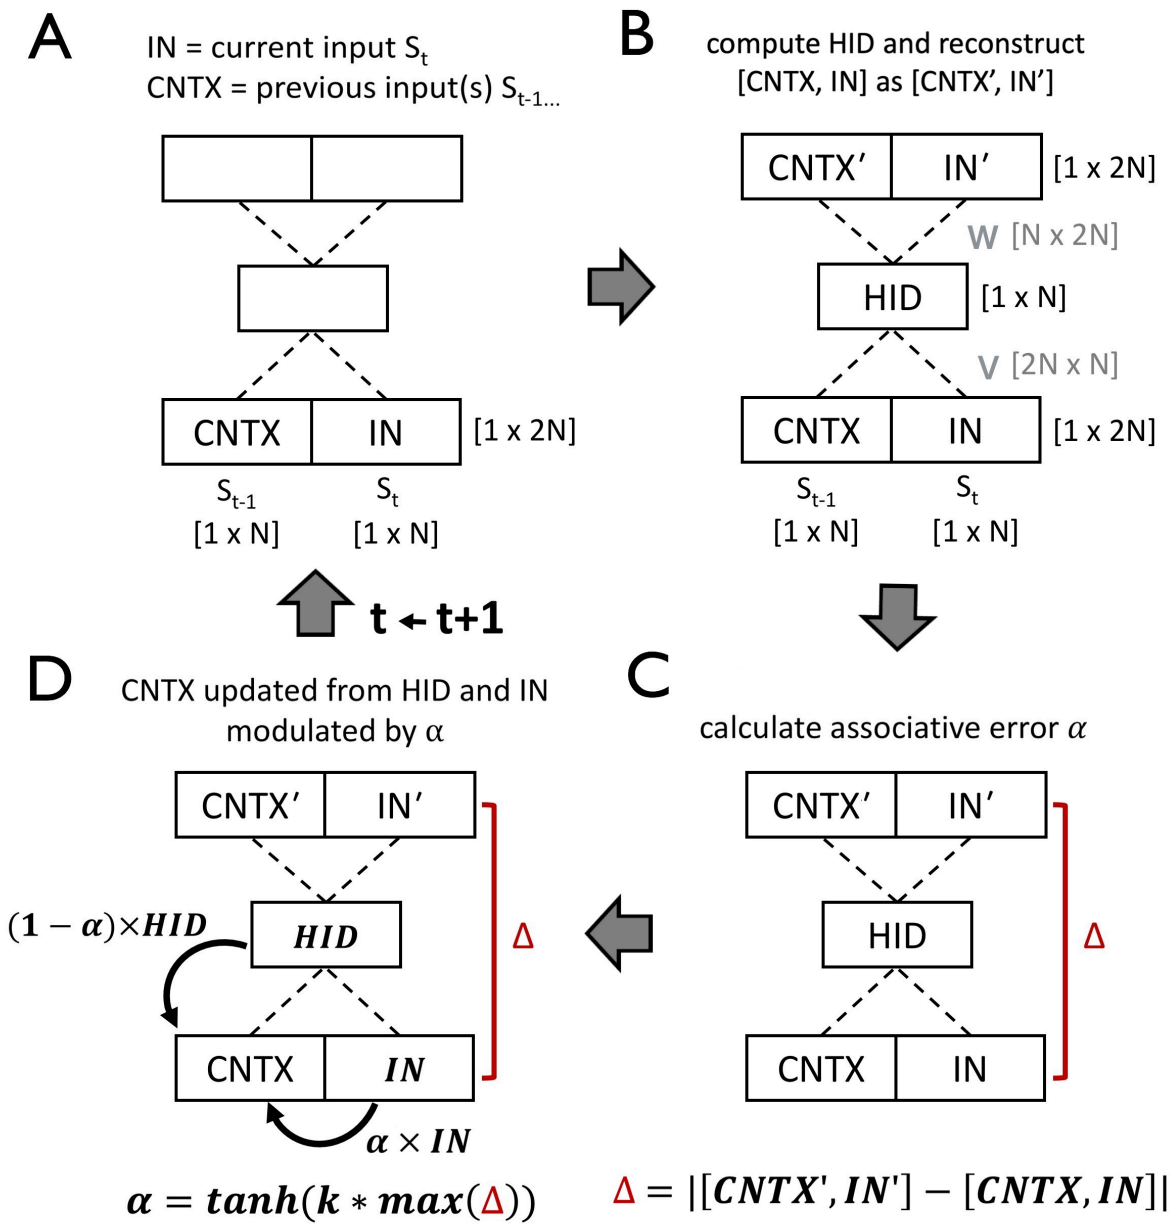 A
IN = current input St
CNTX = previous input(s) St-1...
CNTX IN [1 x 2N]
St-1 St
[1 x N] [1 x N]
B
compute HID and reconstruct
[CNTX, IN] as [CNTX′, IN′]
CNTX′ IN′ [1 x 2N]
W [N x 2N]
HID [1 x N]
V [2N x N]
CNTX IN [1 x 2N]
St-1 St
[1 x N] [1 x N]
C
calculate associative error α
CNTX′ IN′
HID Δ
CNTX IN
Δ = |[CNTX', IN'] − [CNTX, IN]|
D
CNTX updated from HID and IN
modulated by α
CNTX′ IN′
(1 − α)×HID HID Δ
CNTX IN
α × IN
α = tanh(k * max(Δ))
t ← t+1